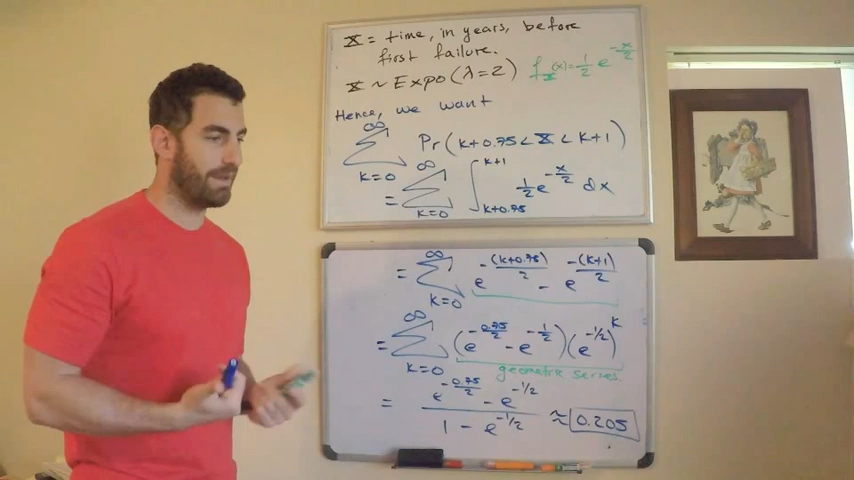 X = time, in years, before
first failure.
X ~ Expo(λ=2) f_X(x)=1/2 e^{-x/2}
Hence, we want
∞
∑ Pr(k+0.75<X<k+1)
k=0
= ∑_{k=0}^{∞} ∫_{k+0.75}^{k+1} 1/2 e^{-x/2} dx
= ∑_{k=0}^{∞} e^{-(k+0.75)/2} - e^{-(k+1)/2}
= ∑_{k=0}^{∞} (e^{-0.75/2} - e^{-1/2})(e^{-1/2})^k
geometric series.
= (e^{-0.75/2} - e^{-1/2}) / (1 - e^{-1/2}) ≈ 0.205